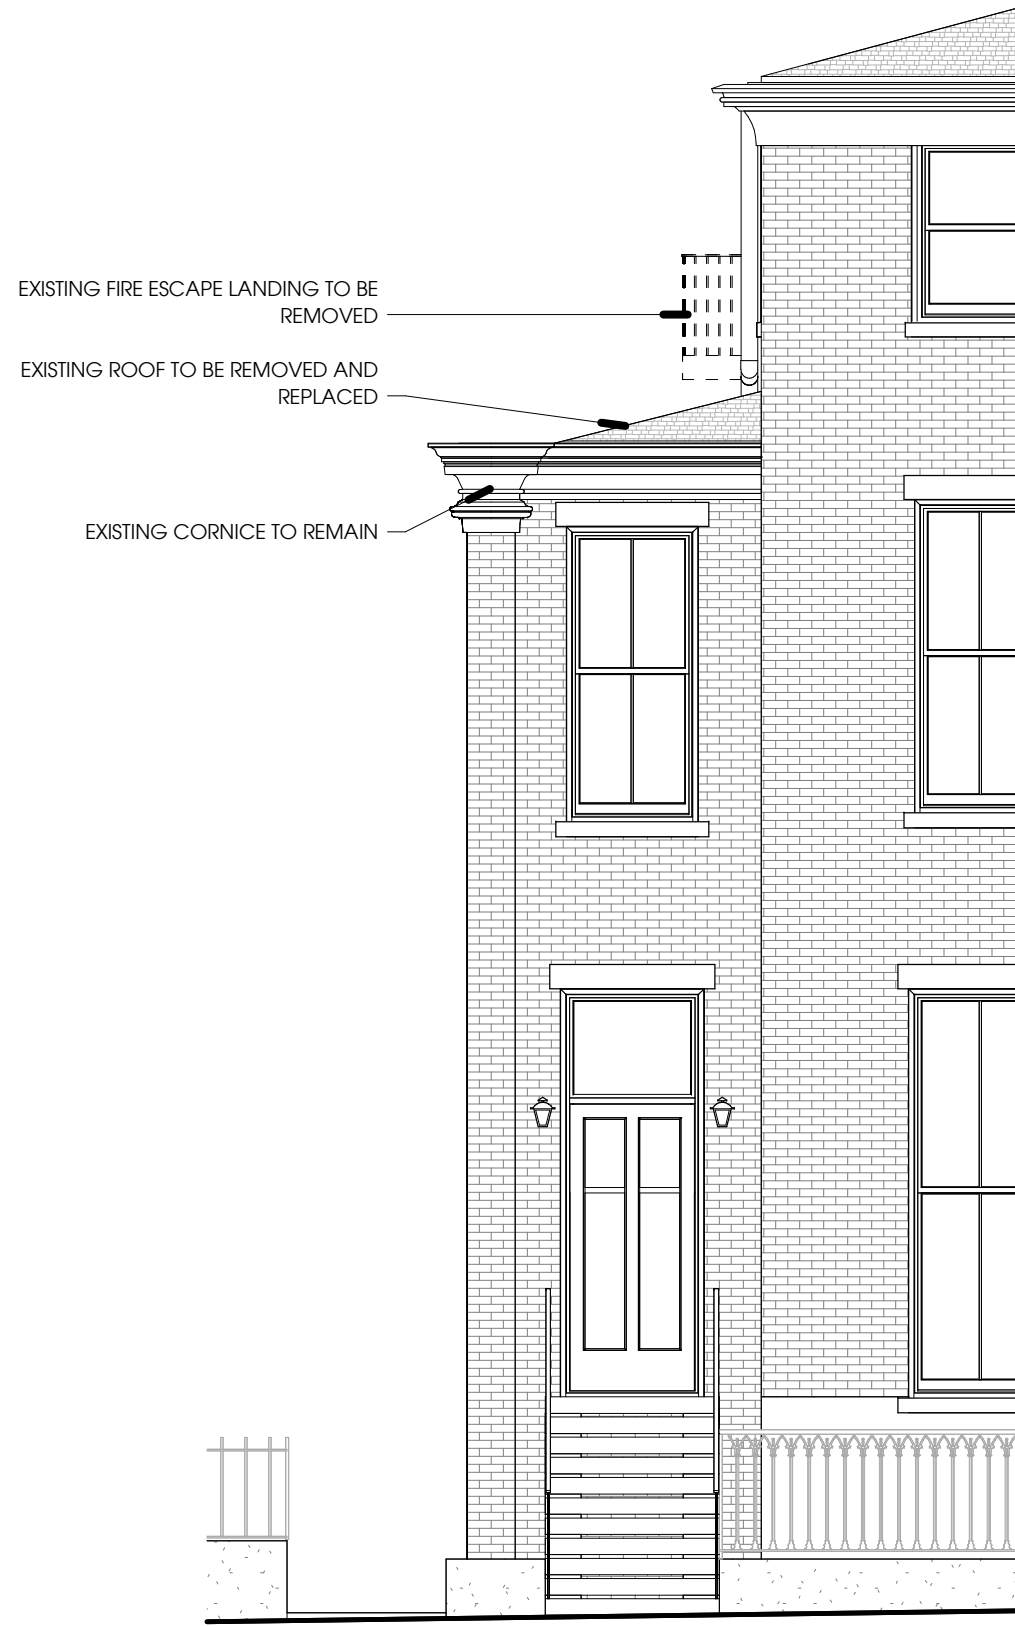 EXISTING FIRE ESCAPE LANDING TO BE
REMOVED
EXISTING ROOF TO BE REMOVED AND
REPLACED
EXISTING CORNICE TO REMAIN